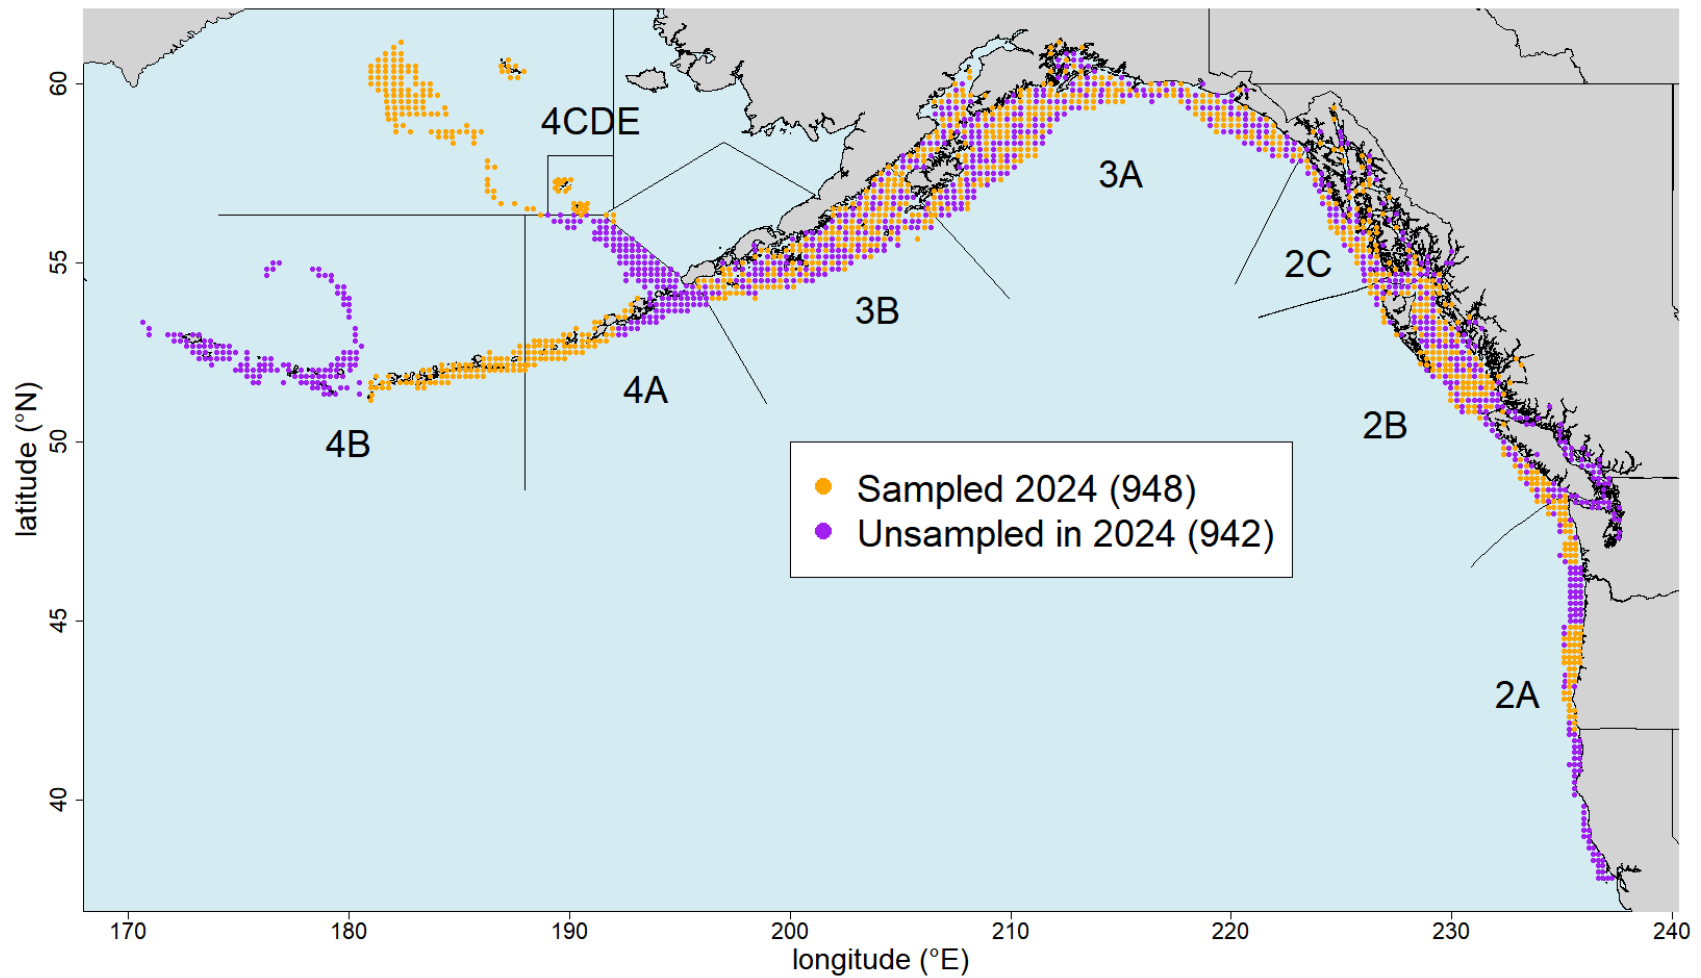 4CDE
3A
2C
3B
4A
2B
4B
2A
Sampled 2024 (948)
Unsampled in 2024 (942)
60
55
50
45
40
latitude (°N)
170 180 190 200 210 220 230 240
longitude (°E)